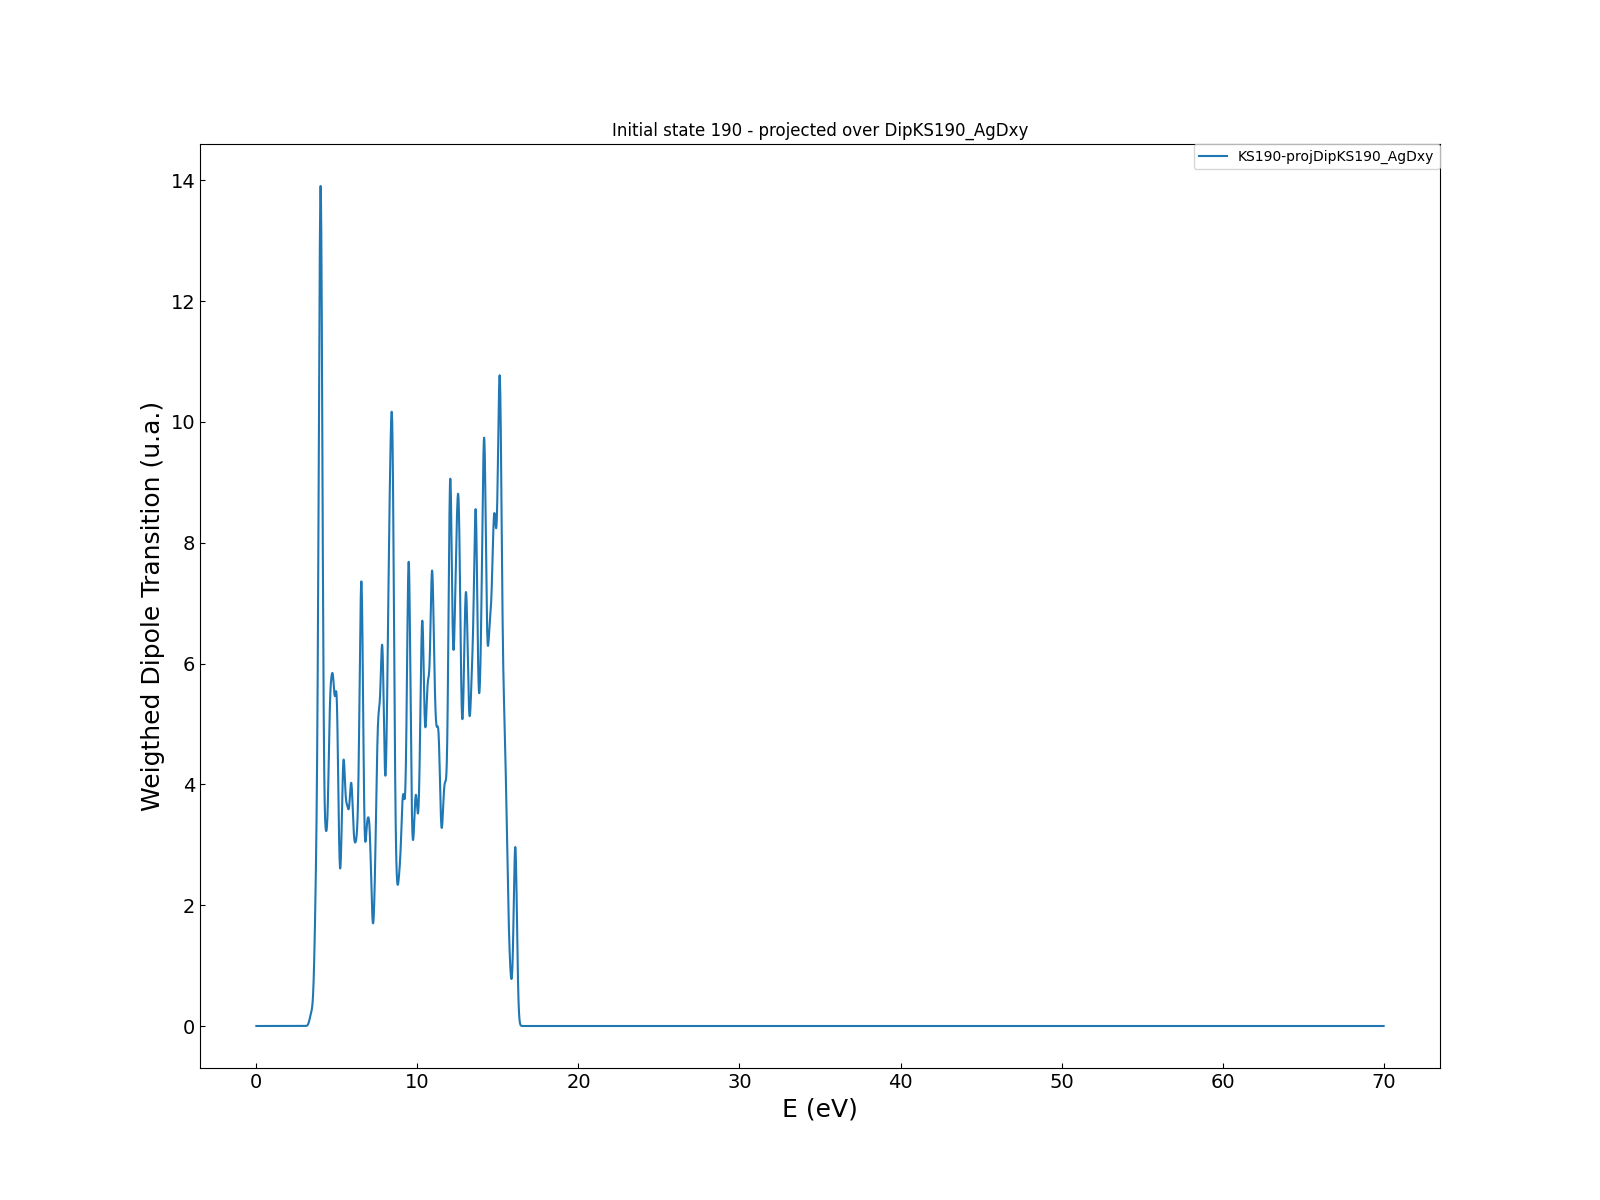 Initial state 190 - projected over DipKS190_AgDxy
KS190-projDipKS190_AgDxy
Weigthed Dipole Transition (u.a.)
14
12
10
8
6
4
2
0
0 10 20 30 40 50 60 70
E (eV)